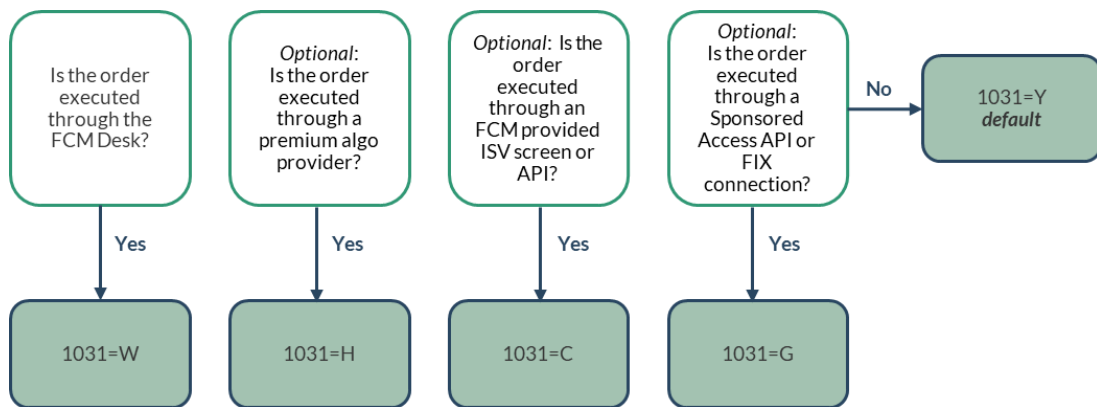 Is the order
executed
through the
FCM Desk?
Yes
1031=W
Optional:
Is the order
executed
through a
premium algo
provider?
Yes
1031=H
Optional: Is the
order
executed
through an
FCM provided
ISV screen or
API?
Yes
1031=C
Optional:
Is the order
executed
through a
Sponsored
Access API or
FIX
connection?
Yes
1031=G
No
1031=Y
default